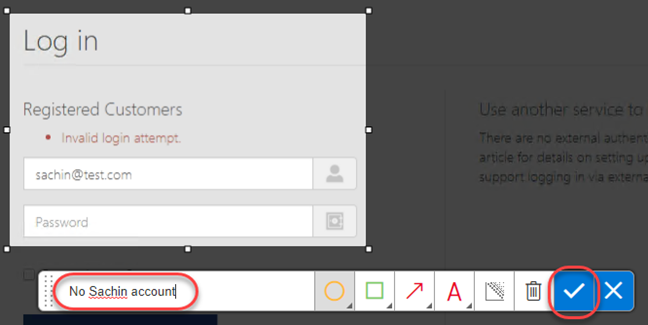 Log in
Registered Customers
Invalid login attempt.
sachin@test.com
Password
Use another service to
There are no external authent
article for details on setting up
support logging in via externa
No Sachin account
A